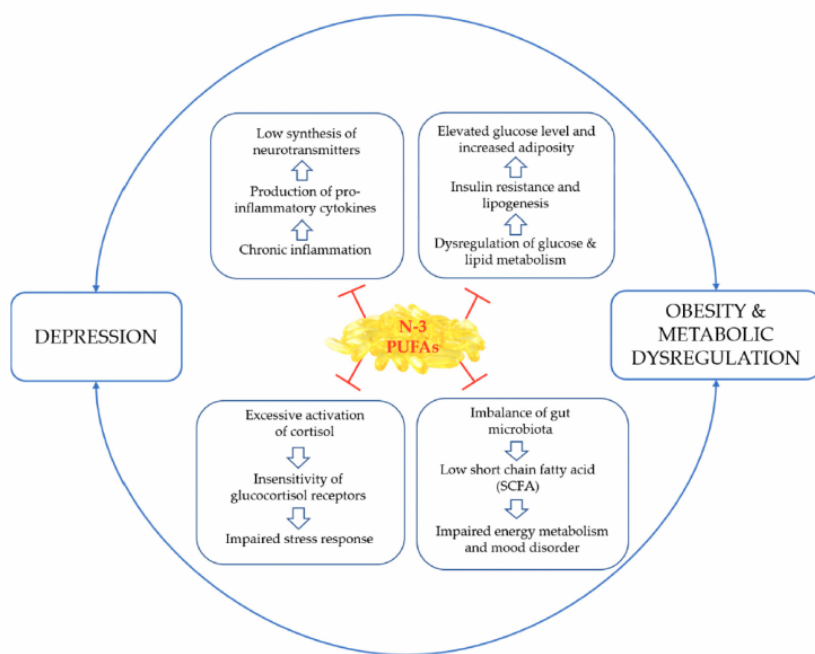 Low synthesis of
neurotransmitters
Production of pro-
inflammatory cytokines
Chronic inflammation
Elevated glucose level and
increased adiposity
Insulin resistance and
lipogenesis
Dysregulation of glucose &
lipid metabolism
DEPRESSION
N-3
PUFAs
OBESITY &
METABOLIC
DYSREGULATION
Excessive activation
of cortisol
Insensitivity of
glucocortisol receptors
Impaired stress response
Imbalance of gut
microbiota
Low short chain fatty acid
(SCFA)
Impaired energy metabolism
and mood disorder